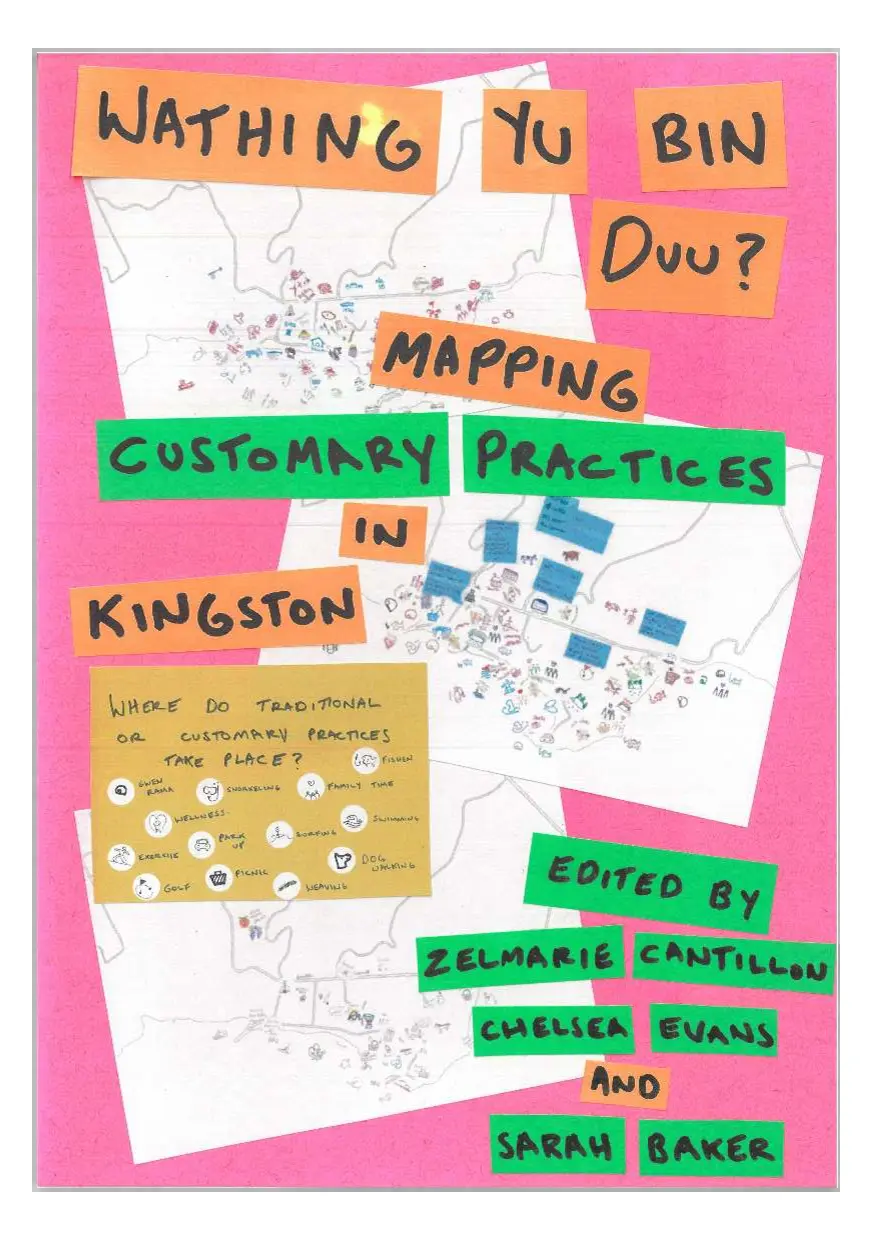 WATHING YU BIN
DUU?
MAPPING
CUSTOMARY PRACTICES
IN
KINGSTON
WHERE DO TRADITIONAL
OR CUSTOMARY PRACTICES
TAKE PLACE?
FISHEN
GWEN
RAMA
SNORKELING
FAMILY TIME
WELLNESS
SWIMMING
EXERCISE
PARK
UP
SURFING
DOG
WALKING
GOLF
PICNIC
WEAVING
EDITED BY
ZELMARIE CANTILLON
CHELSEA EVANS
AND
SARAH BAKER